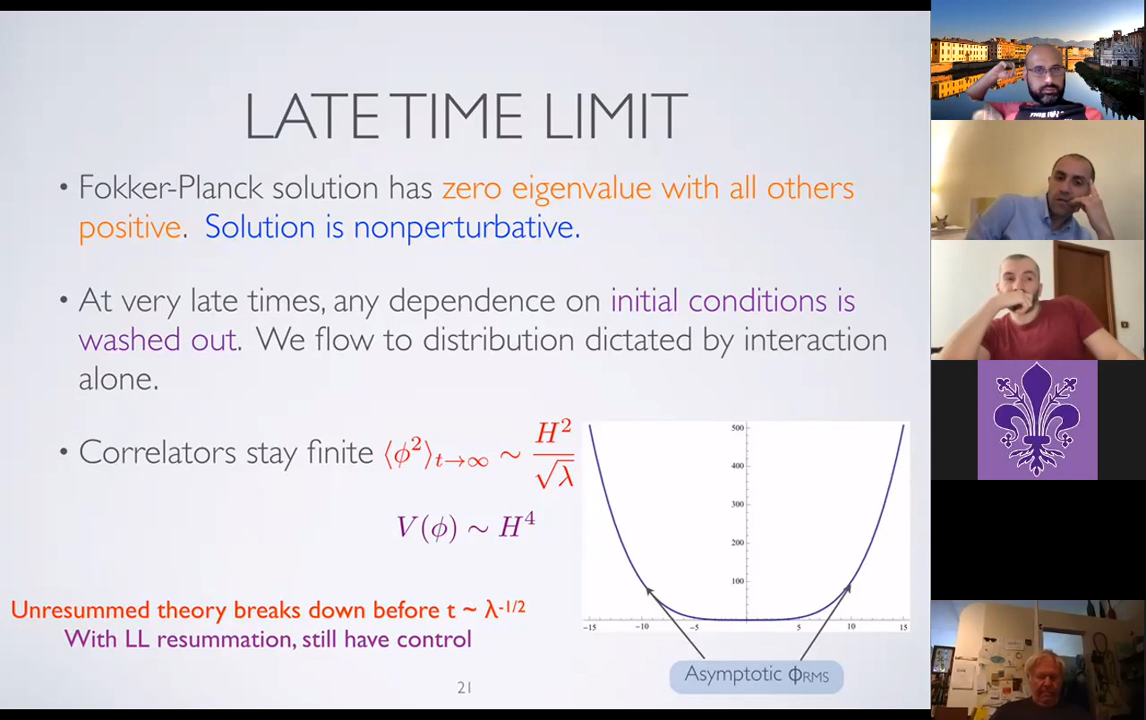 LATE TIME LIMIT
• Fokker-Planck solution has zero eigenvalue with all others
positive. Solution is nonperturbative.
• At very late times, any dependence on initial conditions is
washed out. We flow to distribution dictated by interaction
alone.
• Correlators stay finite ⟨ϕ²⟩t→∞ ~ H²/√λ
V(ϕ) ~ H⁴
Unresummed theory breaks down before t ~ λ-1/2
With LL resummation, still have control
500
400
300
200
100
-15 -10 -5 5 10 15
Asymptotic ϕRMS
21